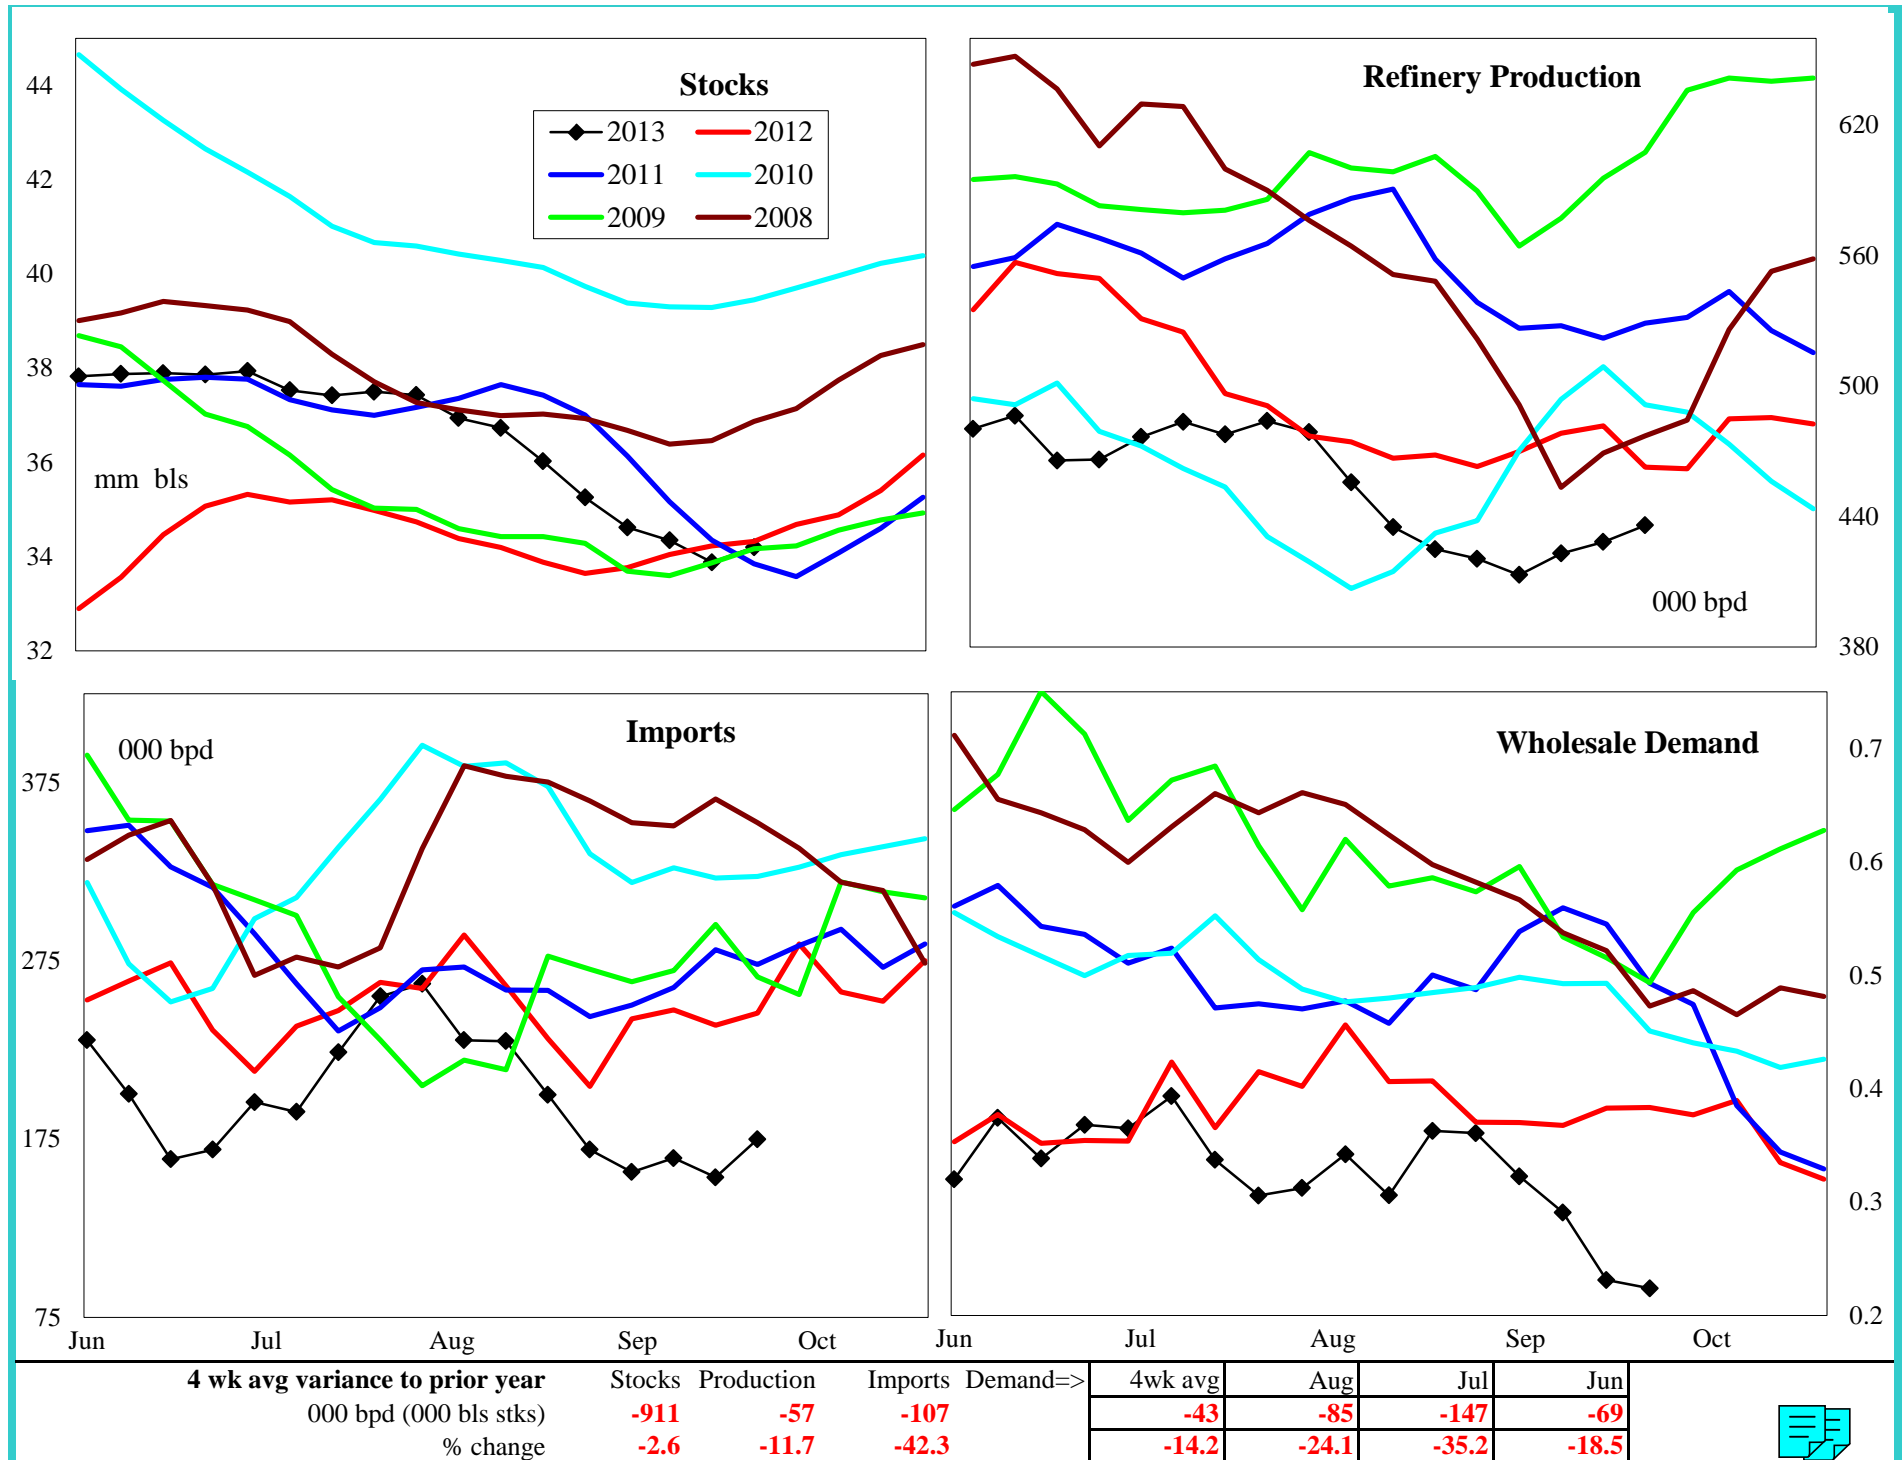 Stocks
44
42
40
38
36
34
32
2013
2012
2011
2010
2009
2008
mm bls
Refinery Production
620
560
500
440
380
000 bpd
Imports
000 bpd
375
275
175
75
Jun Jul Aug Sep Oct
Wholesale Demand
0.7
0.6
0.5
0.4
0.3
0.2
Jun Jul Aug Sep Oct
4 wk avg variance to prior year Stocks Production Imports Demand=> 4wk avg Aug Jul Jun
000 bpd (000 bls stks) -911 -57 -107 -43 -85 -147 -69
% change -2.6 -11.7 -42.3 -14.2 -24.1 -35.2 -18.5